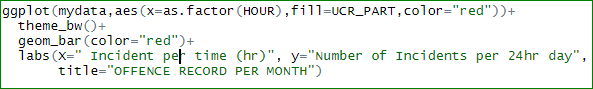 ggplot(mydata,aes(x=as.factor(HOUR),fill=UCR_PART,color="red"))+
theme_bw()+
geom_bar(color="red")+
labs(X=" Incident per time (hr)", y="Number of Incidents per 24hr day",
title="OFFENCE RECORD PER MONTH")